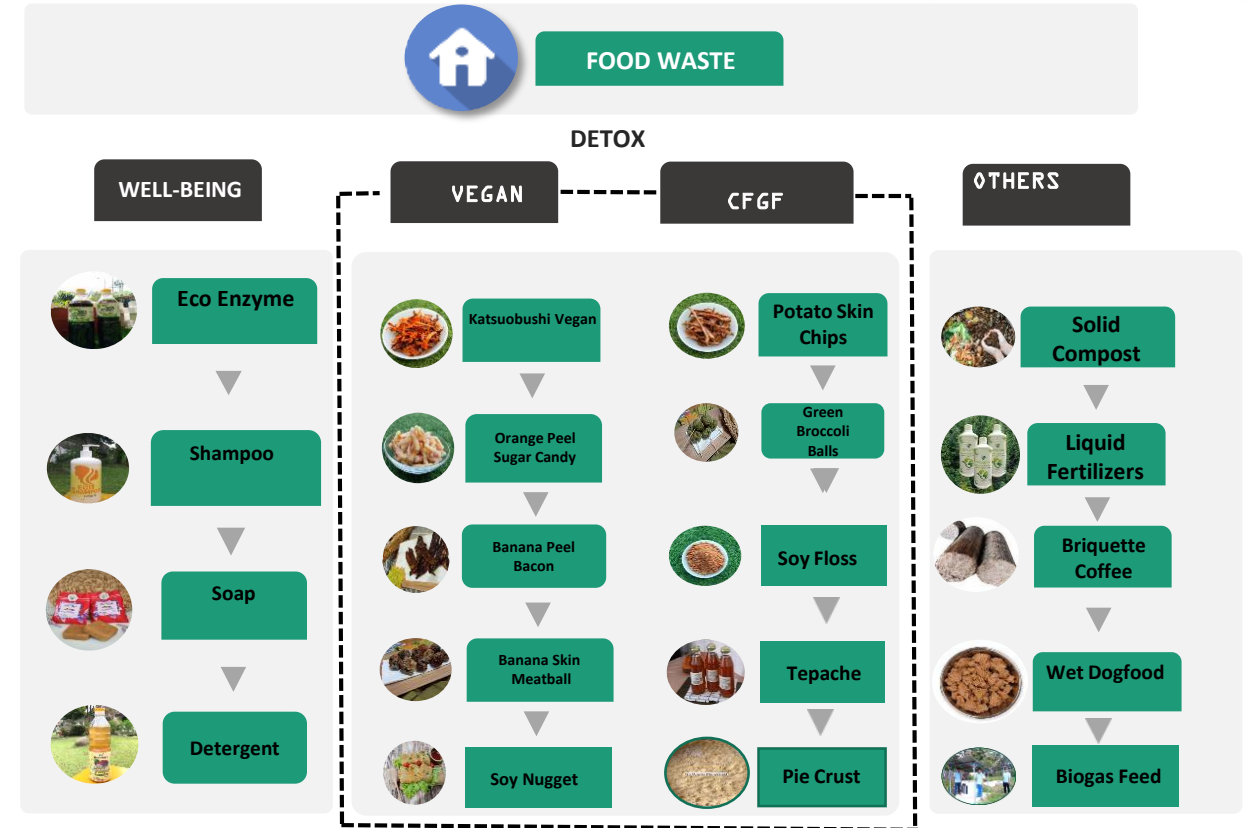 FOOD WASTE
DETOX
WELL-BEING
VEGAN
CFGF
OTHERS
Eco Enzyme
Shampoo
Soap
Detergent
Katsuobushi Vegan
Orange Peel
Sugar Candy
Banana Peel
Bacon
Banana Skin
Meatball
Soy Nugget
Potato Skin
Chips
Green
Broccoli
Balls
Soy Floss
Tepache
Pie Crust
Solid
Compost
Liquid
Fertilizers
Briquette
Coffee
Wet Dogfood
Biogas Feed